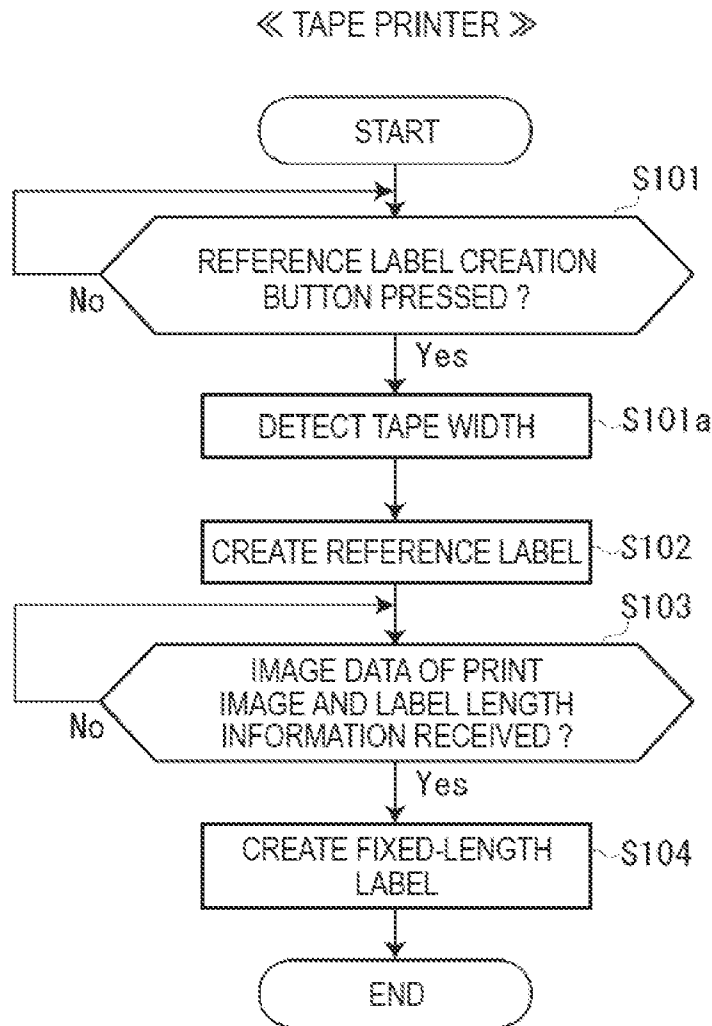 ≪ TAPE PRINTER ≫
START
S101
REFERENCE LABEL CREATION
BUTTON PRESSED ?
No
Yes
DETECT TAPE WIDTH
S101a
CREATE REFERENCE LABEL
S102
S103
IMAGE DATA OF PRINT
IMAGE AND LABEL LENGTH
INFORMATION RECEIVED ?
No
Yes
CREATE FIXED-LENGTH
LABEL
S104
END